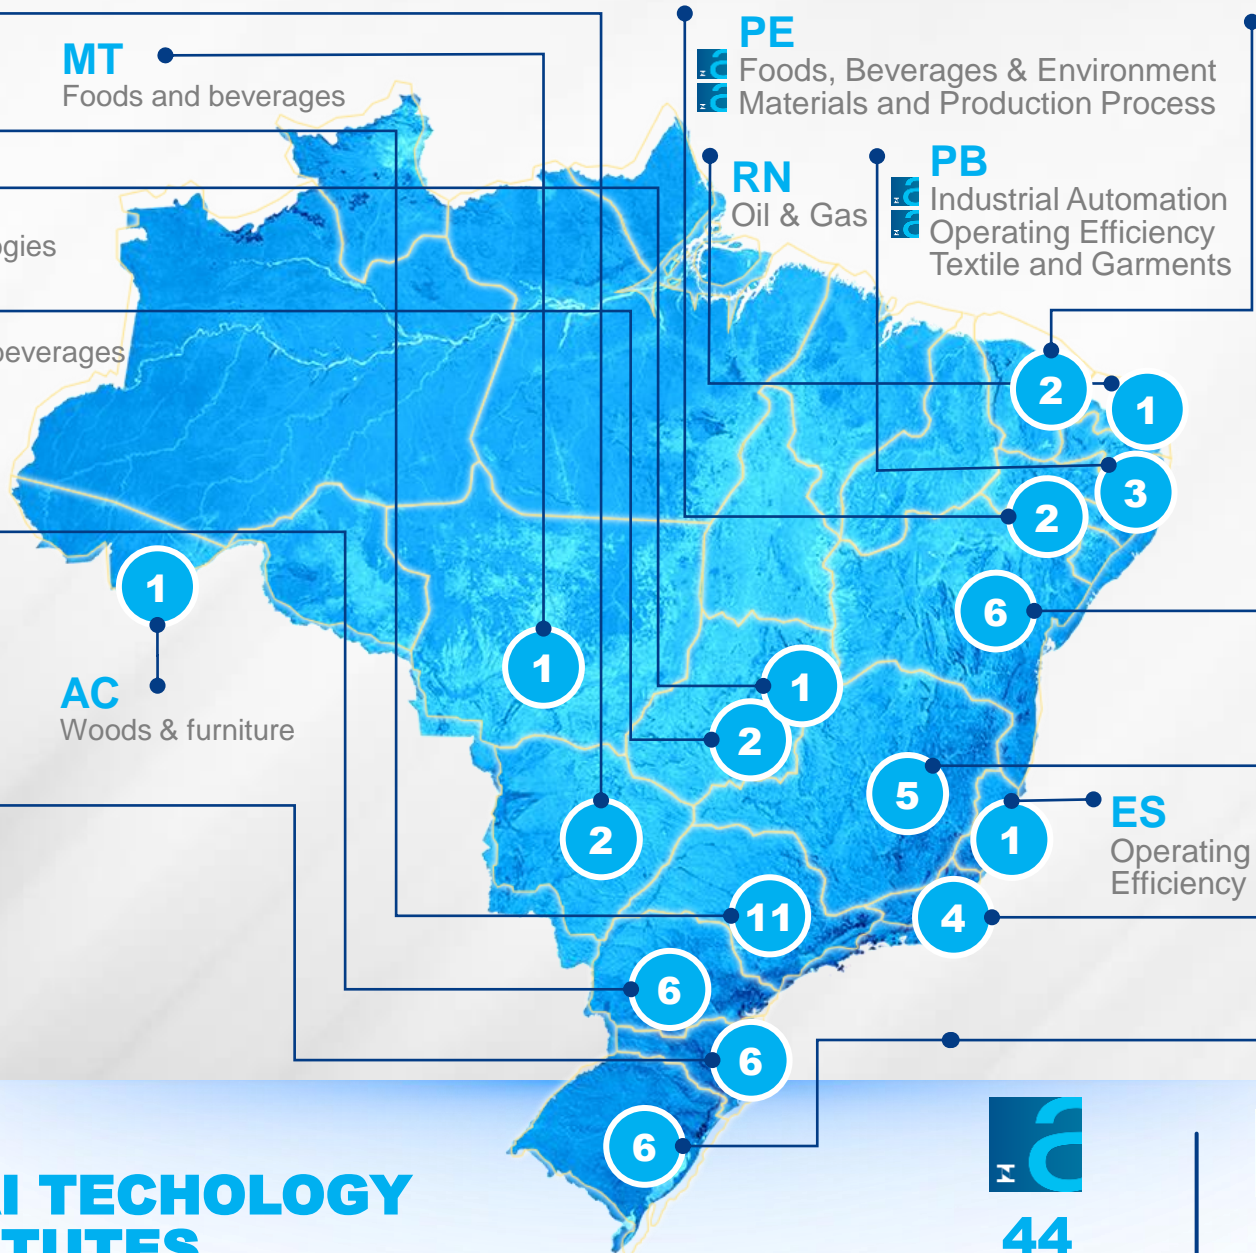 MT
Foods and beverages
PE
Foods, Beverages & Environment
Materials and Production Process
RN
Oil & Gas
PB
Industrial Automation
Operating Efficiency
Textile and Garments
ogies
beverages
2
1
3
2
6
1
AC
Woods & furniture
1
1
2
5
2
1
ES
Operating
Efficiency
11
4
6
6
6
I TECHOLOGY
TUTES
44